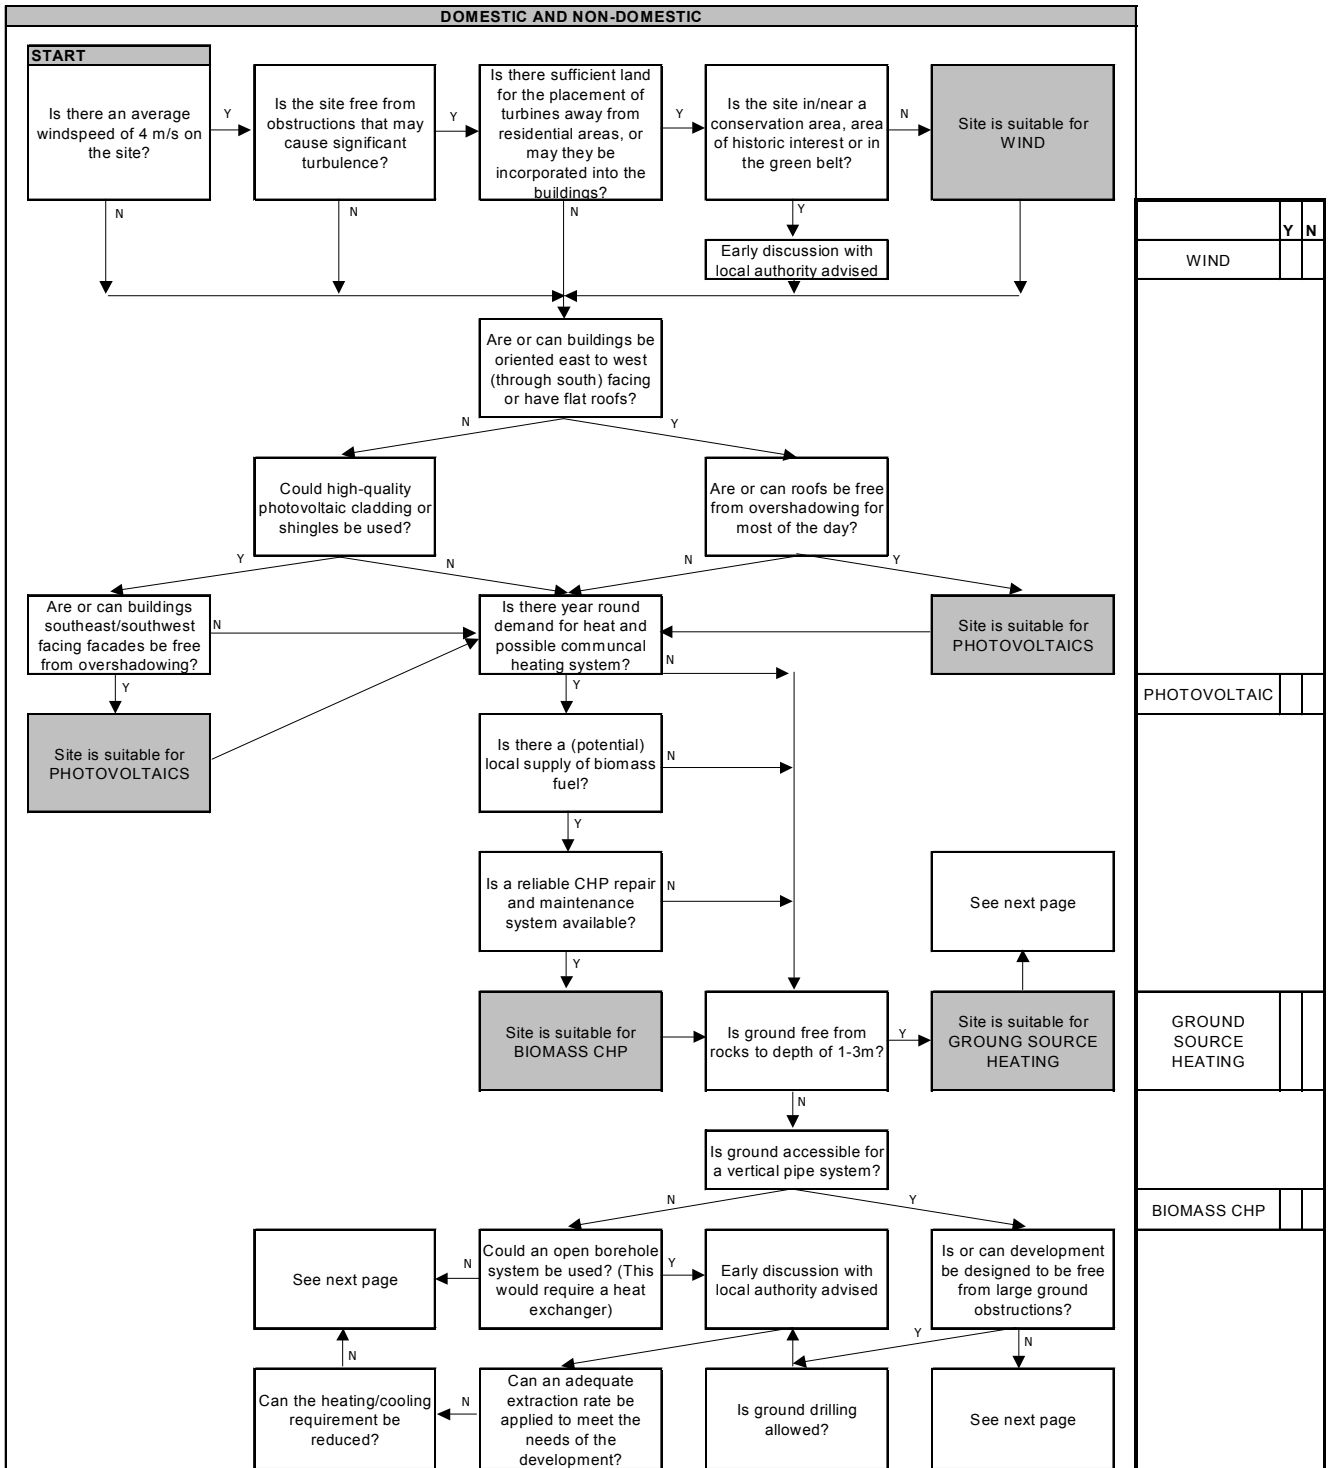 DOMESTIC AND NON-DOMESTIC
START
Is there an average
windspeed of 4 m/s on
the site?
Y
Is the site free from
obstructions that may
cause significant
turbulence?
Y
Is there sufficient land
for the placement of
turbines away from
residential areas, or
may they be
incorporated into the
buildings?
Y
Is the site in/near a
conservation area, area
of historic interest or in
the green belt?
N
Site is suitable for
WIND
N
N
N
Y
Early discussion with
local authority advised
Y N
WIND
Are or can buildings be
oriented east to west
(through south) facing
or have flat roofs?
N
Y
Could high-quality
photovoltaic cladding or
shingles be used?
Are or can roofs be free
from overshadowing for
most of the day?
Y
N
N
Y
Are or can buildings
southeast/southwest
facing facades be free
from overshadowing?
N
Is there year round
demand for heat and
possible communcal
heating system?
N
Site is suitable for
PHOTOVOLTAICS
Y
Y
PHOTOVOLTAIC
Site is suitable for
PHOTOVOLTAICS
Is there a (potential)
local supply of biomass
fuel?
N
Y
Is a reliable CHP repair
and maintenance
system available?
N
See next page
Y
Site is suitable for
BIOMASS CHP
Is ground free from
rocks to depth of 1-3m?
Y
Site is suitable for
GROUNG SOURCE
HEATING
GROUND
SOURCE
HEATING
N
Is ground accessible for
a vertical pipe system?
N
Y
BIOMASS CHP
See next page
N
Could an open borehole
system be used? (This
would require a heat
exchanger)
Y
Early discussion with
local authority advised
Is or can development
be designed to be free
from large ground
obstructions?
Y
N
N
Can the heating/cooling
requirement be
reduced?
N
Can an adequate
extraction rate be
applied to meet the
needs of the
development?
Is ground drilling
allowed?
See next page